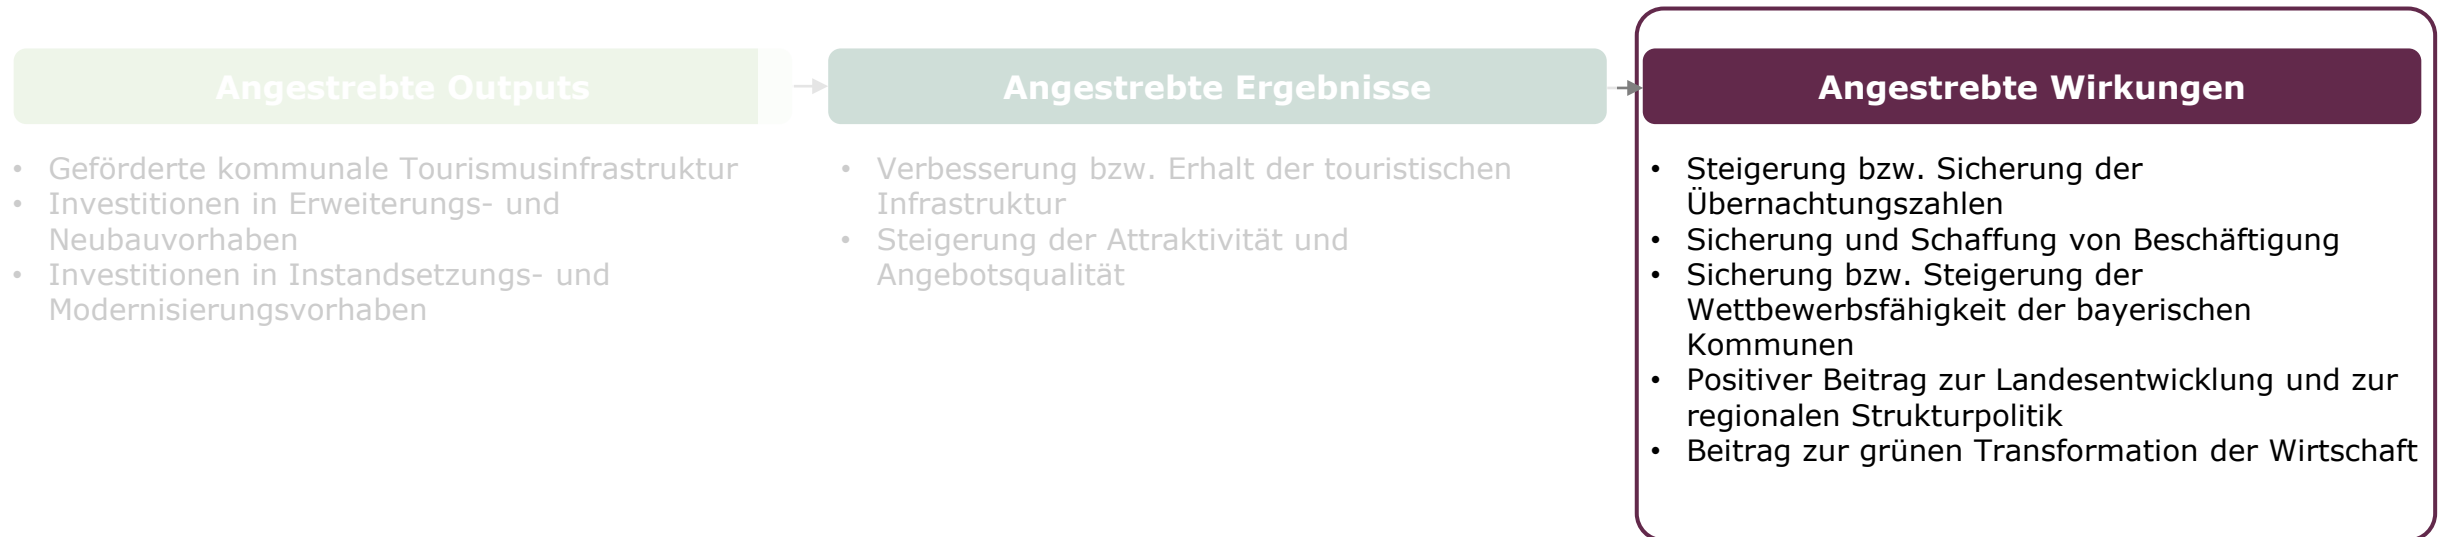 Angestrebte Outputs
• Geförderte kommunale Tourismusinfrastruktur
• Investitionen in Erweiterungs- und
Neubauvorhaben
• Investitionen in Instandsetzungs- und
Modernisierungsvorhaben
Angestrebte Ergebnisse
• Verbesserung bzw. Erhalt der touristischen
Infrastruktur
• Steigerung der Attraktivität und
Angebotsqualität
Angestrebte Wirkungen
• Steigerung bzw. Sicherung der
Übernachtungszahlen
• Sicherung und Schaffung von Beschäftigung
• Sicherung bzw. Steigerung der
Wettbewerbsfähigkeit der bayerischen
Kommunen
• Positiver Beitrag zur Landesentwicklung und zur
regionalen Strukturpolitik
• Beitrag zur grünen Transformation der Wirtschaft